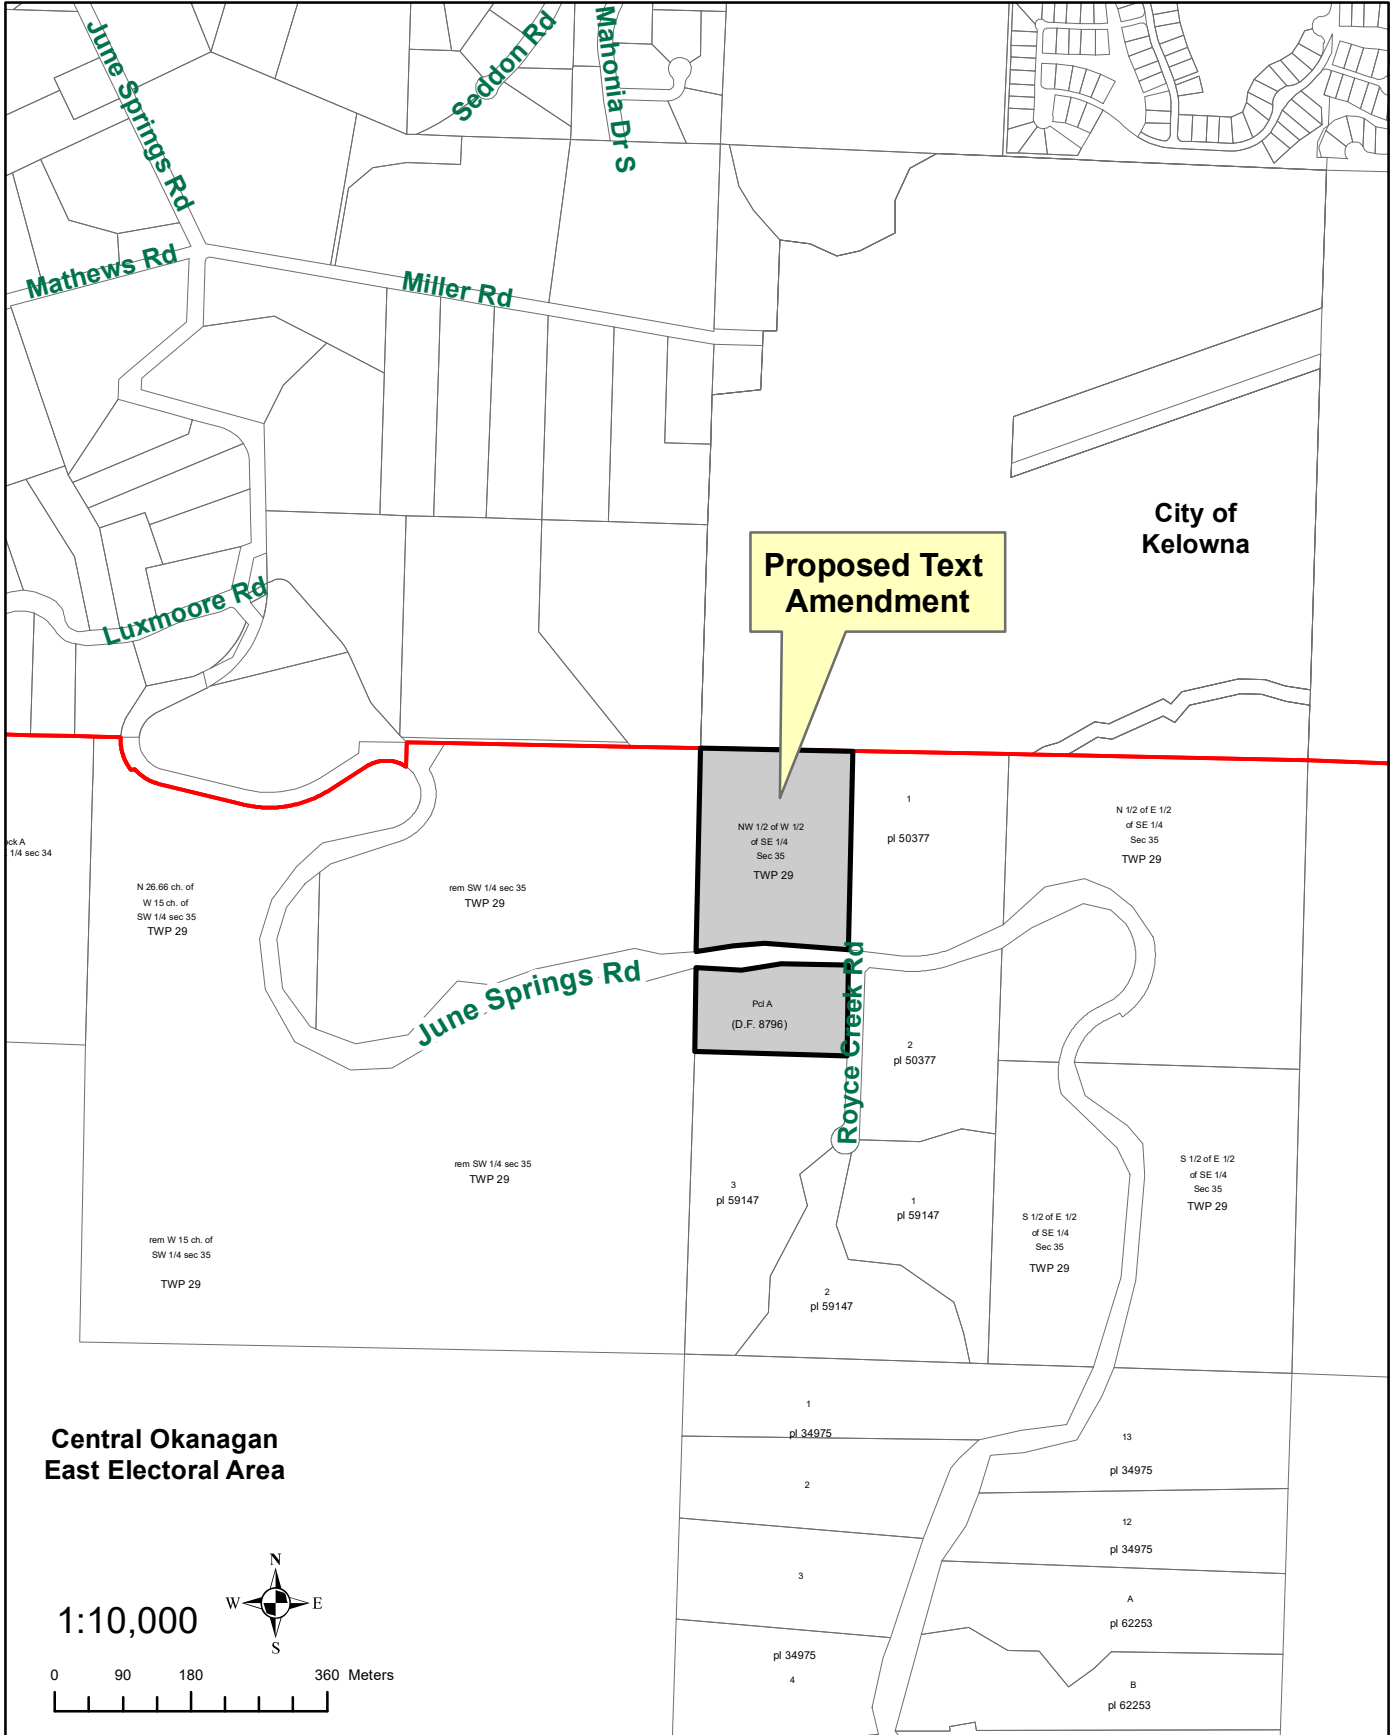 June Springs Rd
Seddon Rd
Mahonia Dr S
Mathews Rd
Miller Rd
City of
Kelowna
Proposed Text
Amendment
Luxmoore Rd
1
pl 50377
N 1/2 of E 1/2
of SE 1/4
Sec 35
TWP 29
NW 1/2 of W 1/2
of SE 1/4
Sec 35
TWP 29
ck A
1/4 sec 34
N 26.66 ch. of
W 15 ch. of
SW 1/4 sec 35
TWP 29
rem SW 1/4 sec 35
TWP 29
June Springs Rd
Royce Creek Rd
Pcl A
(D.F. 8796)
2
pl 50377
rem SW 1/4 sec 35
TWP 29
3
pl 59147
1
pl 59147
S 1/2 of E 1/2
of SE 1/4
Sec 35
TWP 29
S 1/2 of E 1/2
of SE 1/4
Sec 35
TWP 29
rem W 15 ch. of
SW 1/4 sec 35
TWP 29
2
pl 59147
1
pl 34975
13
pl 34975
Central Okanagan
East Electoral Area
2
12
pl 34975
3
A
pl 62253
pl 34975
4
B
pl 62253
N
W
E
S
1:10,000
0 90 180 360 Meters